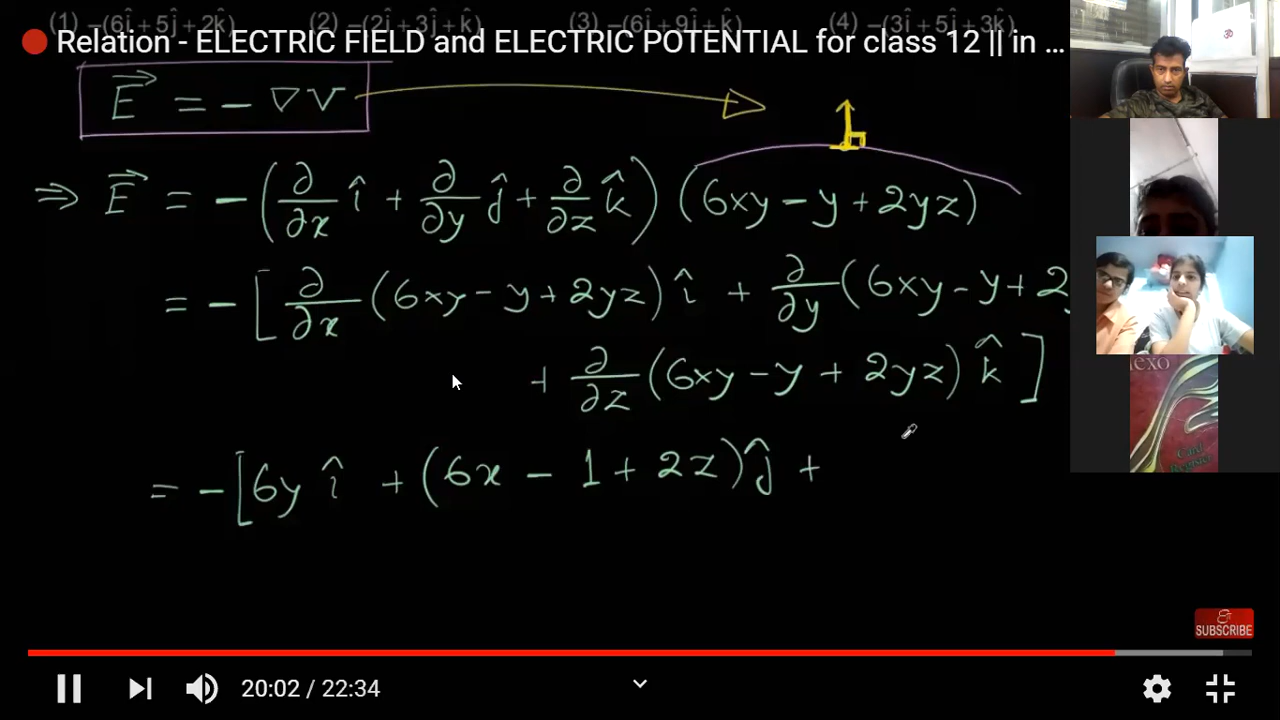 (1) –(6î+5ĵ+2k̂) (2) –(2î+3ĵ+k̂) (3) –(6î+9ĵ+k̂) (4) –(3î+5ĵ+3k̂)
Relation - ELECTRIC FIELD and ELECTRIC POTENTIAL for class 12 || in ...
E⃗ = – ∇V
⇒ E⃗ = –(∂/∂x î + ∂/∂y ĵ + ∂/∂z k̂) (6xy – y + 2yz)
= –[∂/∂x (6xy – y + 2yz) î + ∂/∂y (6xy – y + 2
+ ∂/∂z (6xy – y + 2yz) k̂]
= –[6y î + (6x – 1 + 2z) ĵ +
SUBSCRIBE
20:02 / 22:34